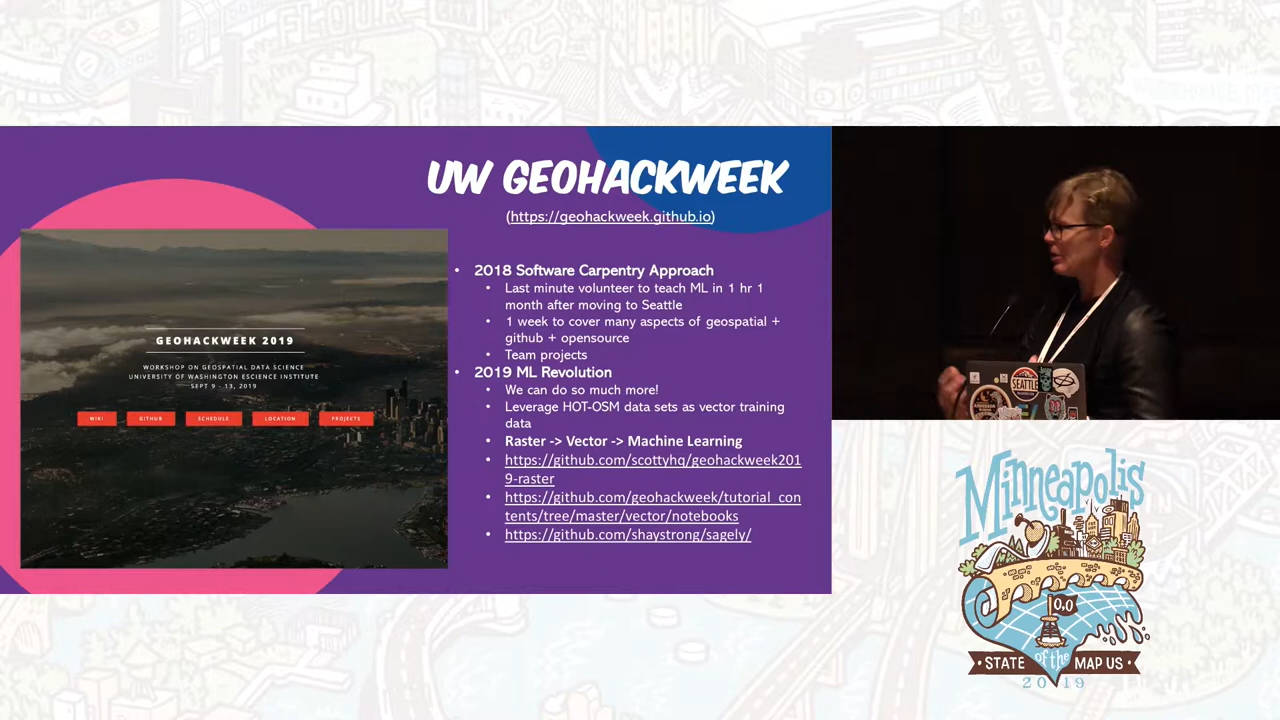 UW GEOHACKWEEK
(https://geohackweek.github.io)
GEOHACKWEEK 2019
WORKSHOP ON GEOSPATIAL DATA SCIENCE
UNIVERSITY OF WASHINGTON ESCIENCE INSTITUTE
SEPT 9 - 13, 2019
WIKI
GITHUB
SCHEDULE
LOCATION
PROJECTS
• 2018 Software Carpentry Approach
• Last minute volunteer to teach ML in 1 hr 1
month after moving to Seattle
• 1 week to cover many aspects of geospatial +
github + opensource
• Team projects
• 2019 ML Revolution
• We can do so much more!
• Leverage HOT-OSM data sets as vector training
data
• Raster -> Vector -> Machine Learning
• https://github.com/scottyhq/geohackweek201
9-raster
• https://github.com/geohackweek/tutorial_con
tents/tree/master/vector/notebooks
• https://github.com/shaystrong/sagely/
SEATTLE
Minneapolis
0,0
STATE of the MAP US
2019